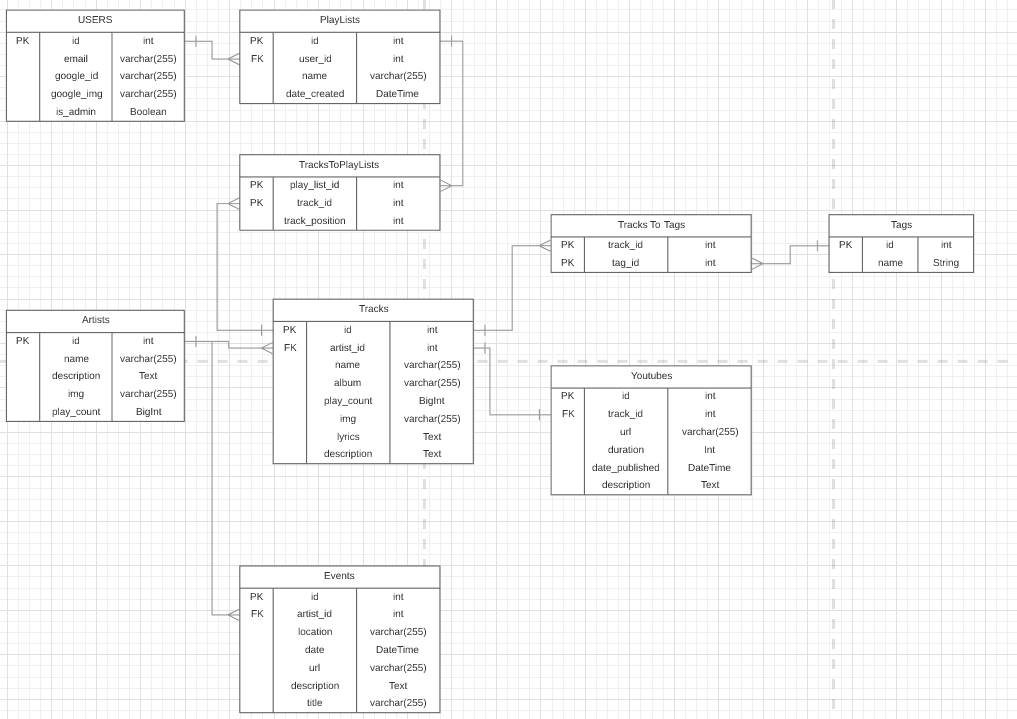 USERS
PK id int
email varchar(255)
google_id varchar(255)
google_img varchar(255)
is_admin Boolean
PlayLists
PK id int
FK user_id int
name varchar(255)
date_created DateTime
TracksToPlayLists
PK play_list_id int
PK track_id int
track_position int
Tracks To Tags
PK track_id int
PK tag_id int
Tags
PK id int
name String
Artists
PK id int
name varchar(255)
description Text
img varchar(255)
play_count BigInt
Tracks
PK id int
FK artist_id int
name varchar(255)
album varchar(255)
play_count BigInt
img varchar(255)
lyrics Text
description Text
Youtubes
PK id int
FK track_id int
url varchar(255)
duration Int
date_published DateTime
description Text
Events
PK id int
FK artist_id int
location varchar(255)
date DateTime
url varchar(255)
description Text
title varchar(255)